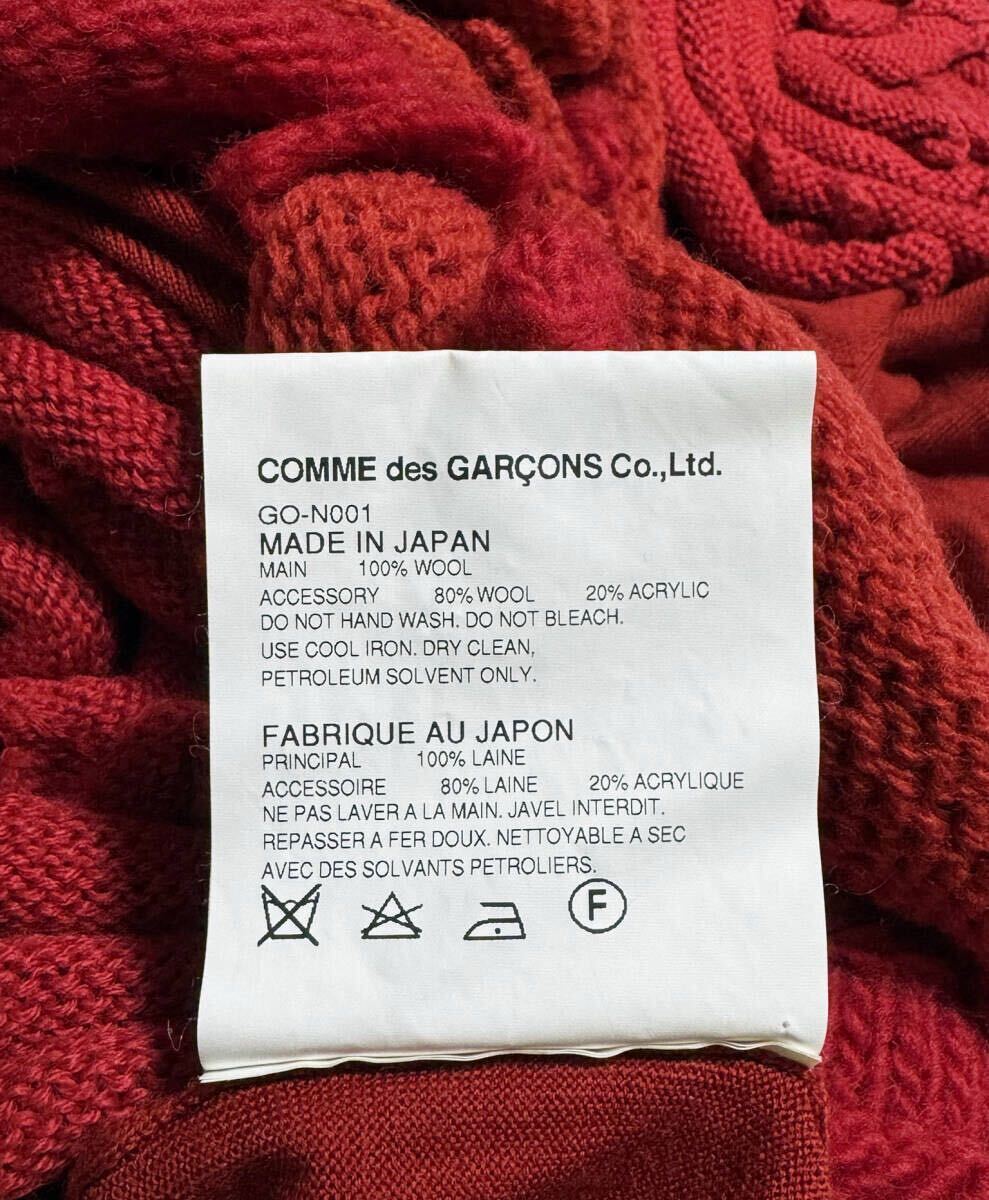 COMME des GARÇONS Co.,Ltd.
GO-N001
MADE IN JAPAN
MAIN 100% WOOL
ACCESSORY 80% WOOL 20% ACRYLIC
DO NOT HAND WASH. DO NOT BLEACH.
USE COOL IRON. DRY CLEAN,
PETROLEUM SOLVENT ONLY.
FABRIQUE AU JAPON
PRINCIPAL 100% LAINE
ACCESSOIRE 80% LAINE 20% ACRYLIQUE
NE PAS LAVER A LA MAIN. JAVEL INTERDIT.
REPASSER A FER DOUX. NETTOYABLE A SEC
AVEC DES SOLVANTS PETROLIERS.
F